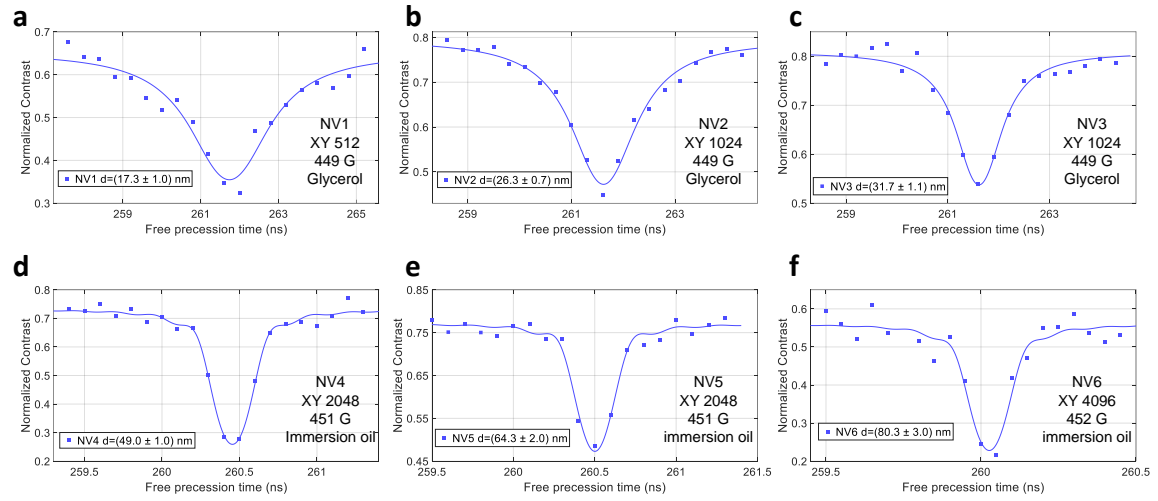 a
Normalized Contrast
0.7
0.6
0.5
0.4
0.3
NV1
XY 512
449 G
Glycerol
NV1 d=(17.3 ± 1.0) nm
259
261
263
265
Free precession time (ns)
b
Normalized Contrast
0.8
0.7
0.6
0.5
NV2
XY 1024
449 G
Glycerol
NV2 d=(26.3 ± 0.7) nm
259
261
263
Free precession time (ns)
c
Normalized Contrast
0.8
0.7
0.6
0.5
NV3
XY 1024
449 G
Glycerol
NV3 d=(31.7 ± 1.1) nm
259
261
263
Free precession time (ns)
d
Normalized Contrast
0.8
0.7
0.6
0.5
0.4
0.3
0.2
NV4
XY 2048
451 G
Immersion oil
NV4 d=(49.0 ± 1.0) nm
259.5
260
260.5
261
Free precession time (ns)
e
Normalized Contrast
0.85
0.75
0.65
0.55
0.45
NV5
XY 2048
451 G
immersion oil
NV5 d=(64.3 ± 2.0) nm
259.5
260
260.5
261
261.5
Free precession time (ns)
f
Normalized Contrast
0.7
0.6
0.5
0.4
0.3
0.2
NV6
XY 4096
452 G
immersion oil
NV6 d=(80.3 ± 3.0) nm
259.5
260
260.5
Free precession time (ns)